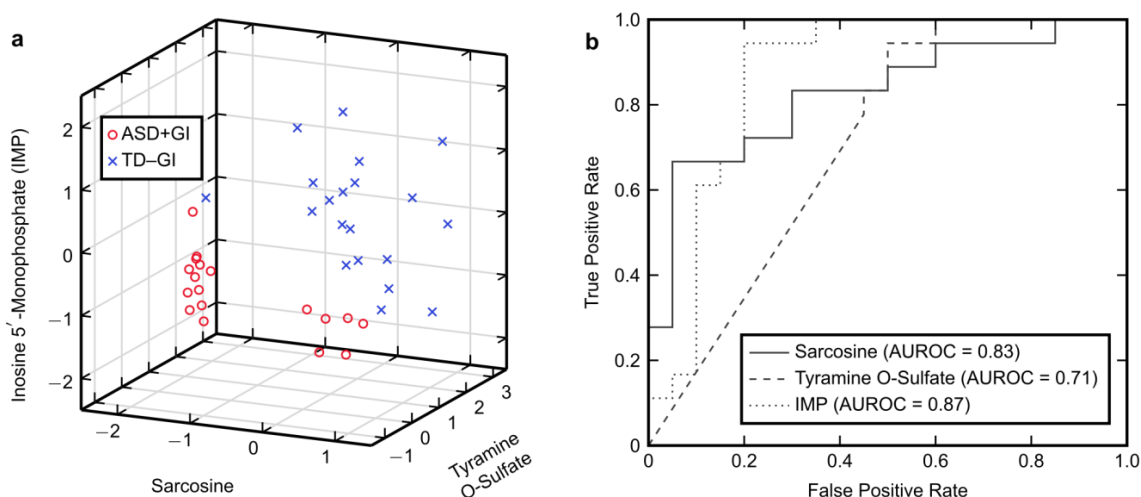 a
ASD+GI
TD–GI
Inosine 5′-Monophosphate (IMP)
2
1
0
−1
−2
−2
−1
0
1
Sarcosine
−1
0
1
2
3
Tyramine
O-Sulfate
b
True Positive Rate
1.0
0.8
0.6
0.4
0.2
0
0
0.2
0.4
0.6
0.8
1.0
False Positive Rate
Sarcosine (AUROC = 0.83)
Tyramine O-Sulfate (AUROC = 0.71)
IMP (AUROC = 0.87)